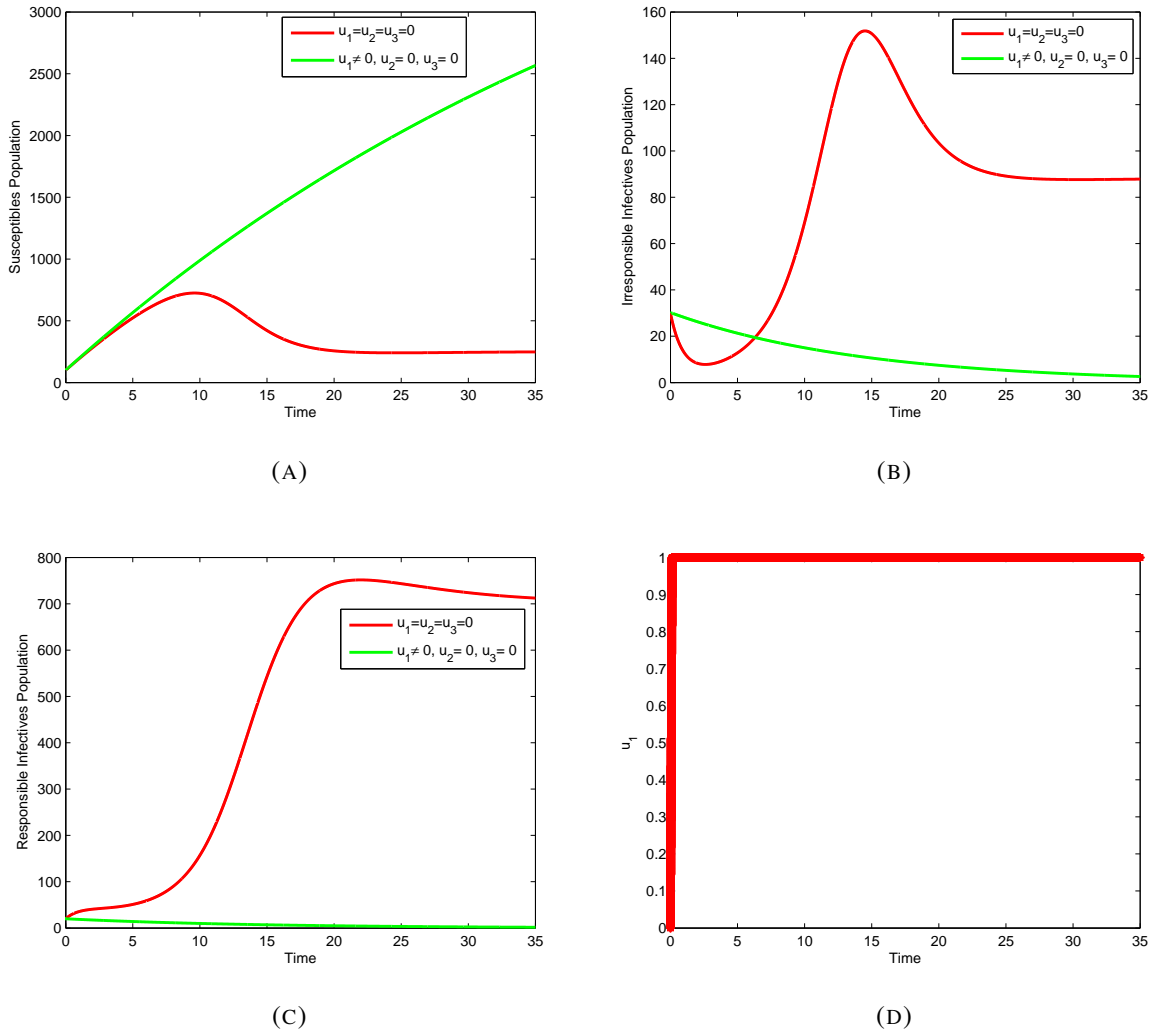 3000
2500
2000
1500
1000
500
0
0 5 10 15 20 25 30 35
Time
Susceptibles Population
u1=u2=u3=0
u1≠ 0, u2= 0, u3= 0
(A)
160
140
120
100
80
60
40
20
0
0 5 10 15 20 25 30 35
Time
Irresponsible Infectives Population
u1=u2=u3=0
u1≠ 0, u2= 0, u3= 0
(B)
800
700
600
500
400
300
200
100
0
0 5 10 15 20 25 30 35
Time
Responsible Infectives Population
u1=u2=u3=0
u1≠ 0, u2= 0, u3= 0
(C)
1
0.9
0.8
0.7
0.6
0.5
0.4
0.3
0.2
0.1
0
0 5 10 15 20 25 30 35
Time
u1
(D)